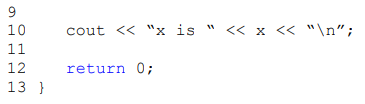 9
10 cout << “x is “ << x << “\n”;
11
12 return 0;
13 }